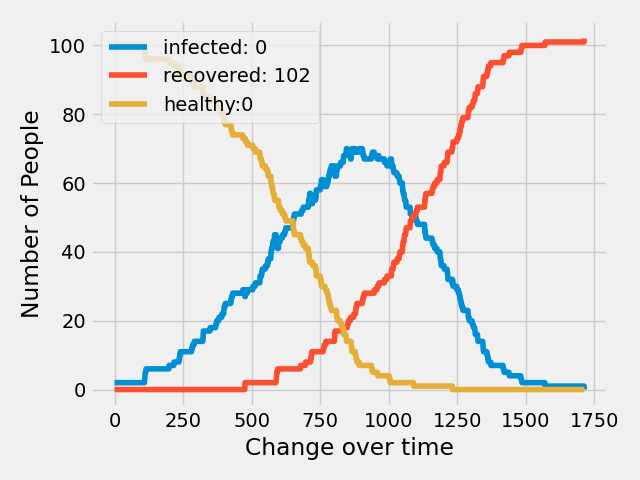 infected: 0
recovered: 102
healthy:0
100
80
60
40
20
0
Number of People
0 250 500 750 1000 1250 1500 1750
Change over time